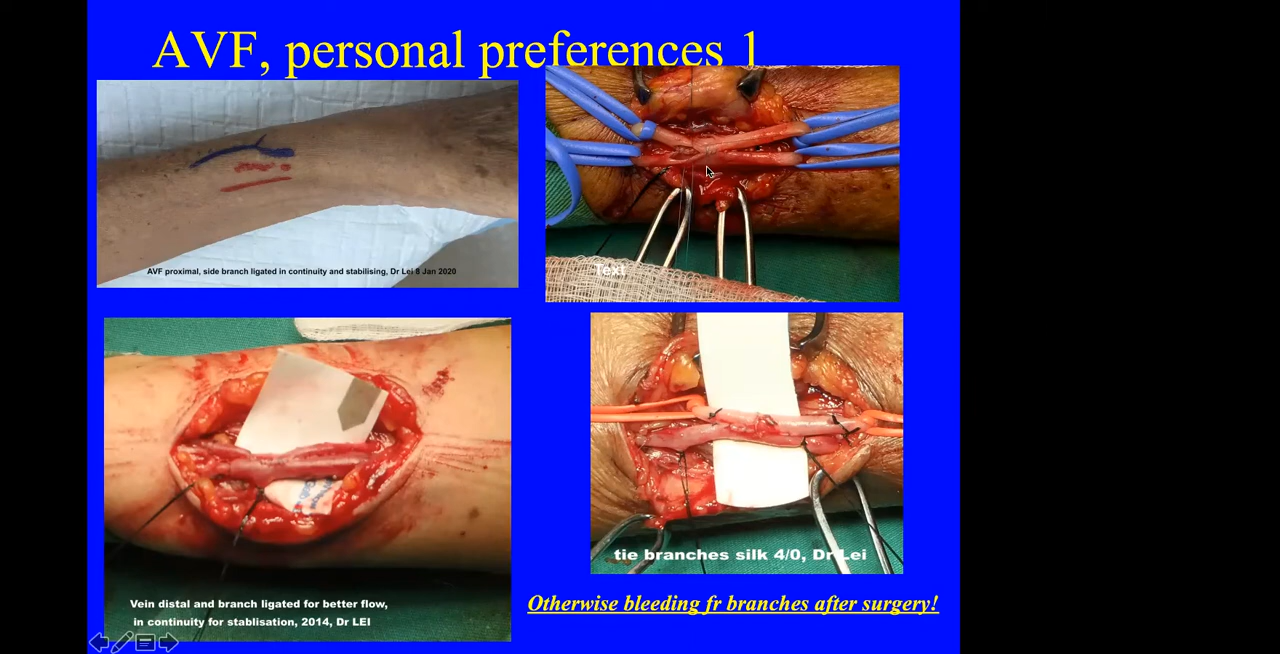 AVF, personal preferences 1
AVF proximal, side branch ligated in continuity and stabilising, Dr Lei 8 Jan 2020
Text
Vein distal and branch ligated for better flow,
in continuity for stablisation, 2014, Dr LEI
tie branches silk 4/0, Dr Lei
Otherwise bleeding fr branches after surgery!